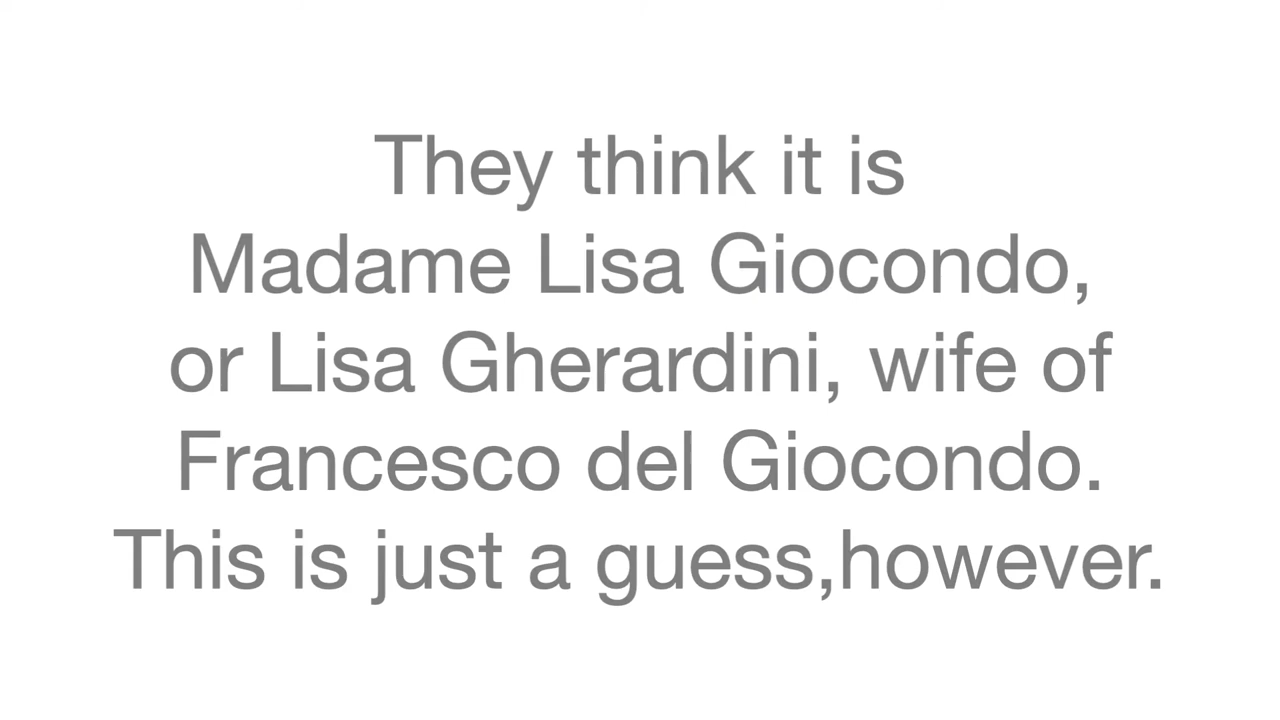 They think it is
Madame Lisa Giocondo,
or Lisa Gherardini, wife of
Francesco del Giocondo.
This is just a guess,however.